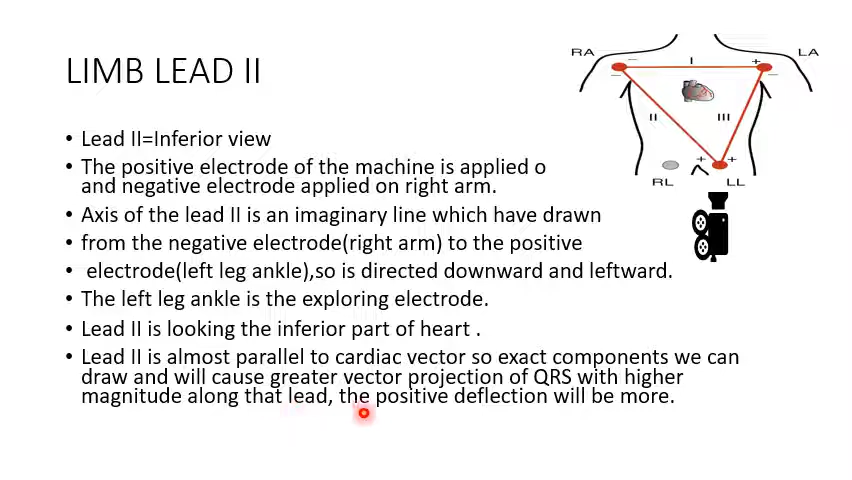 LIMB LEAD II
• Lead II=Inferior view
• The positive electrode of the machine is applied o
and negative electrode applied on right arm.
• Axis of the lead II is an imaginary line which have drawn
• from the negative electrode(right arm) to the positive
• electrode(left leg ankle),so is directed downward and leftward.
• The left leg ankle is the exploring electrode.
• Lead II is looking the inferior part of heart .
• Lead II is almost parallel to cardiac vector so exact components we can
draw and will cause greater vector projection of QRS with higher
magnitude along that lead, the positive deflection will be more.
RA
LA
− I +
− −
II III
+ +
RL LL